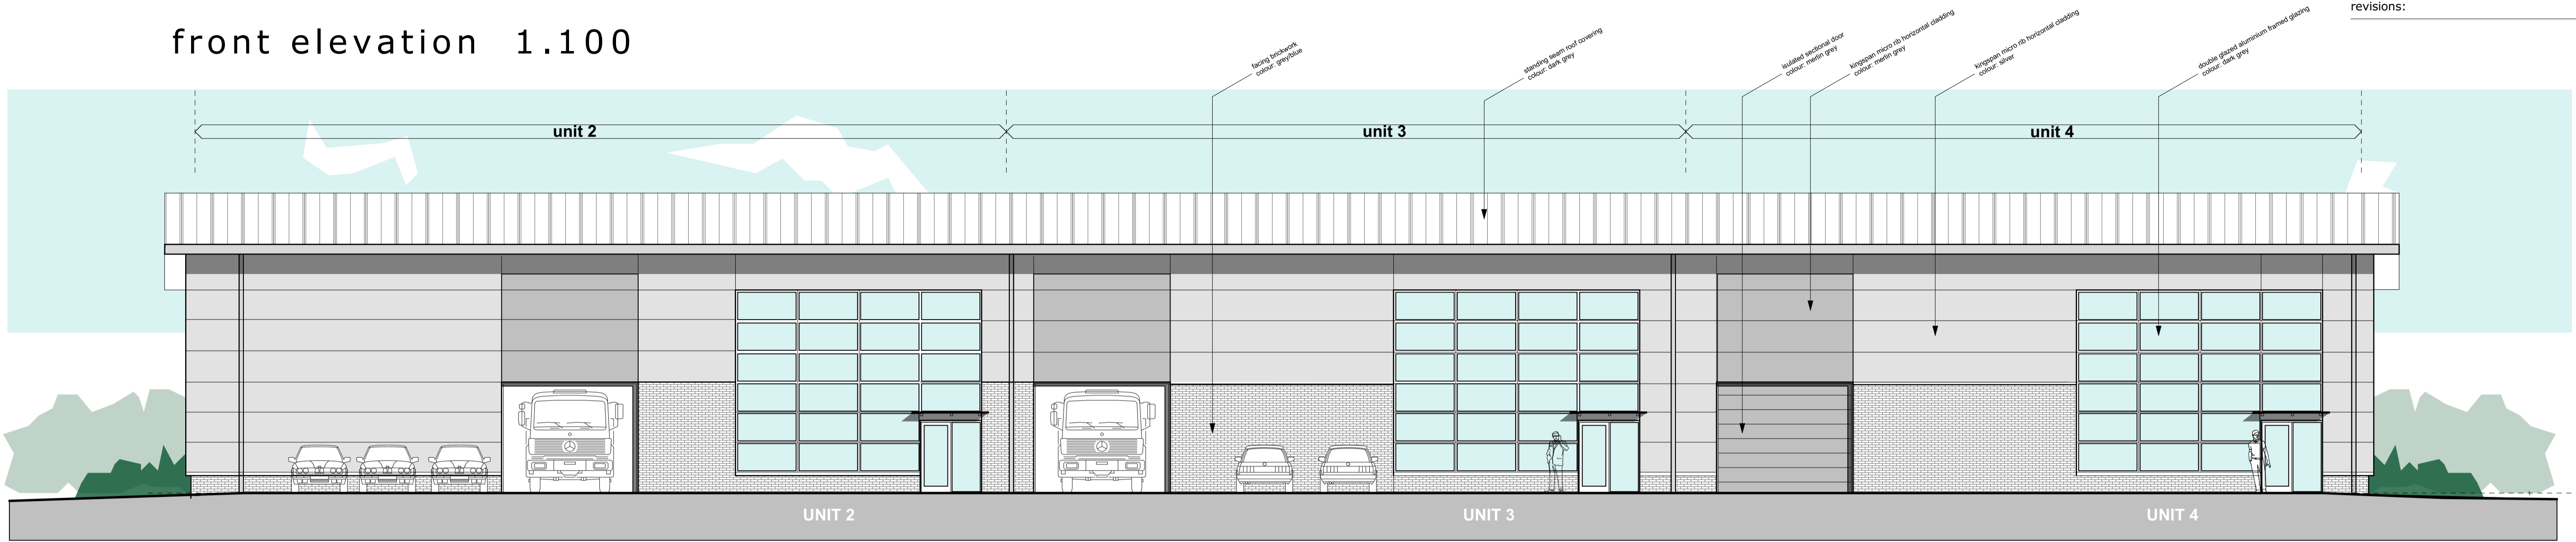 revisions:
front elevation 1.100
facing brickwork
colour: grey/blue
standing seam roof covering
colour: dark grey
isulated sectional door
colour: merlin grey
kingspan micro rib horizontal cladding
colour: merlin grey
kingspan micro rib horizontal cladding
colour: silver
double glazed aluminium framed glazing
colour: dark grey
unit 2
unit 3
unit 4
UNIT 2
UNIT 3
UNIT 4